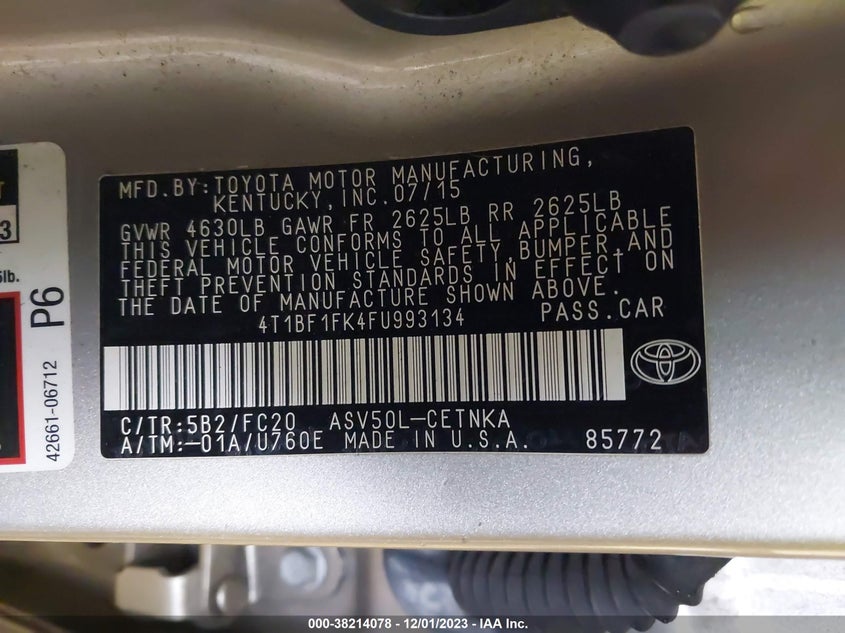 MFD.BY:TOYOTA MOTOR MANUFACTURING,
KENTUCKY,INC.07/15
GVWR 4630LB GAWR FR 2625LB RR 2625LB
THIS VEHICLE CONFORMS TO ALL APPLICABLE
FEDERAL MOTOR VEHICLE SAFETY,BUMPER,AND
THEFT PREVENTION STANDARDS IN EFFECT ON
THE DATE OF MANUFACTURE SHOWN ABOVE.
4T1BF1FK4FU993134 PASS.CAR
C/TR:5B2/FC20 ASV50L-CETNKA
A/TM:-01A/U760E MADE IN U.S.A. 85772
3
lb.
P6
42661-06712
000-38214078 - 12/01/2023 - IAA Inc.